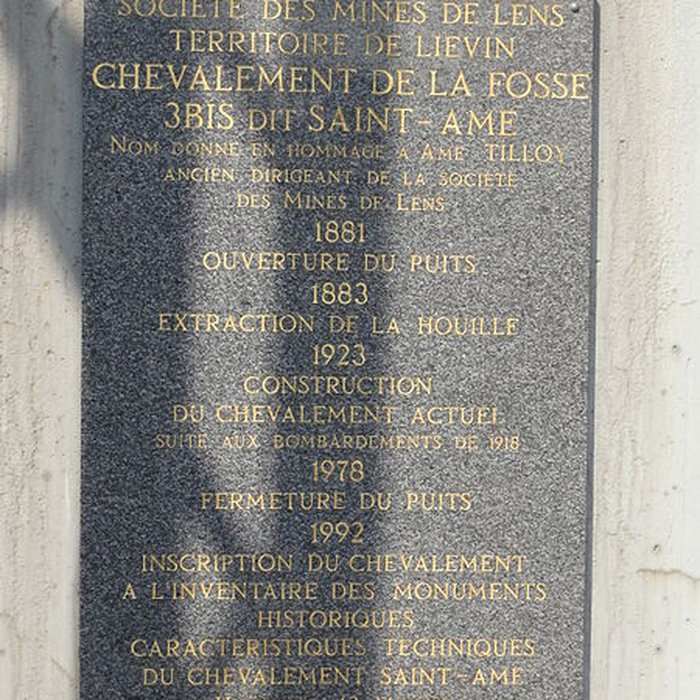 SOCIETE DES MINES DE LENS
TERRITOIRE DE LIEVIN
CHEVALEMENT DE LA FOSSE
3BIS DIT SAINT-AME
NOM DONNE EN HOMMAGE A AME TILLOY
ANCIEN DIRIGEANT DE LA SOCIETE
DES MINES DE LENS
1881
OUVERTURE DU PUITS
1883
EXTRACTION DE LA HOUILLE
1923
CONSTRUCTION
DU CHEVALEMENT ACTUEL
SUITE AUX BOMBARDEMENTS DE 1918
1978
FERMETURE DU PUITS
1992
INSCRIPTION DU CHEVALEMENT
A L'INVENTAIRE DES MONUMENTS
HISTORIQUES
CARACTERISTIQUES TECHNIQUES
DU CHEVALEMENT SAINT-AME